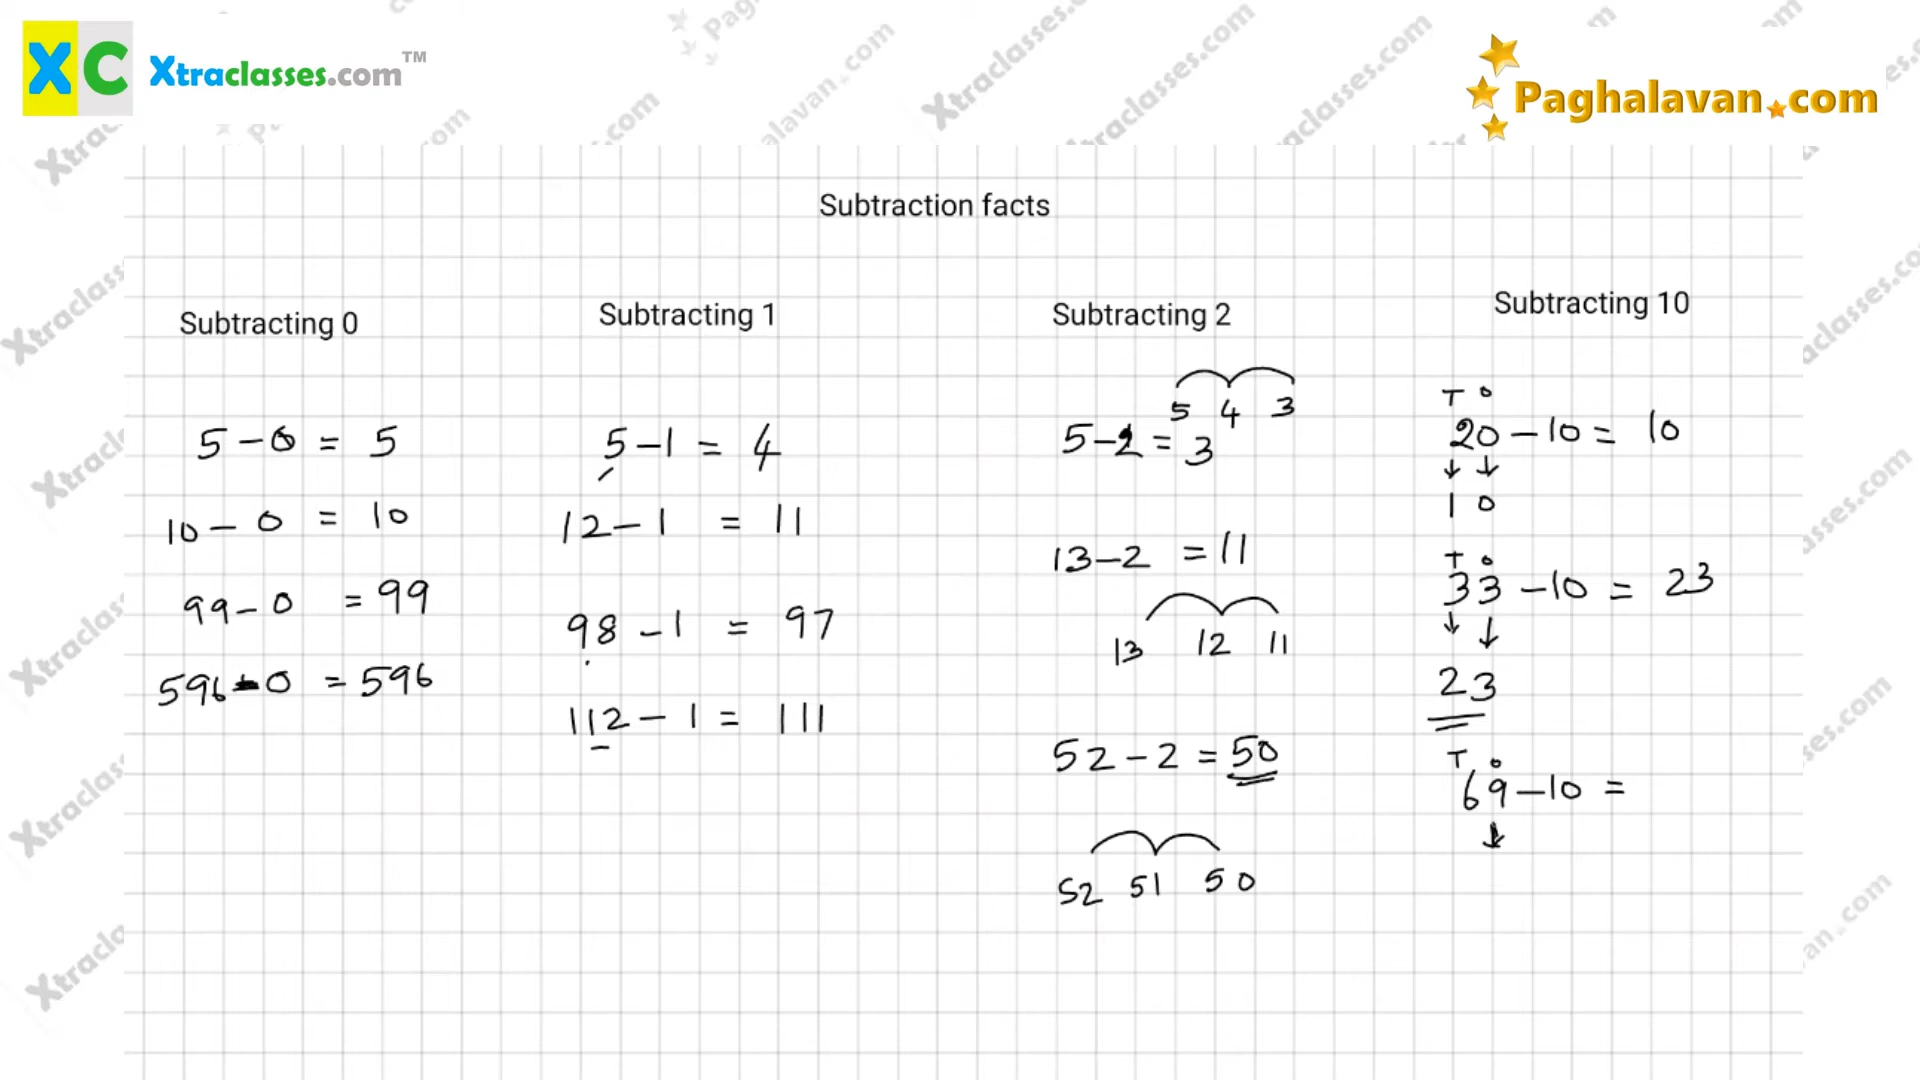 XC Xtraclasses.com™
Paghalavan.com
Subtraction facts
Subtracting 0
5 - 0 = 5
10 - 0 = 10
99 - 0 = 99
596 - 0 = 596
Subtracting 1
5 - 1 = 4
12 - 1 = 11
98 - 1 = 97
112 - 1 = 111
Subtracting 2
5 4 3
5 - 2 = 3
13 - 2 = 11
13 12 11
52 - 2 = 50
52 51 50
Subtracting 10
T O
20 - 10 = 10
↓ ↓
1 0
T O
33 - 10 = 23
↓ ↓
23
T O
69 - 10 =
↓